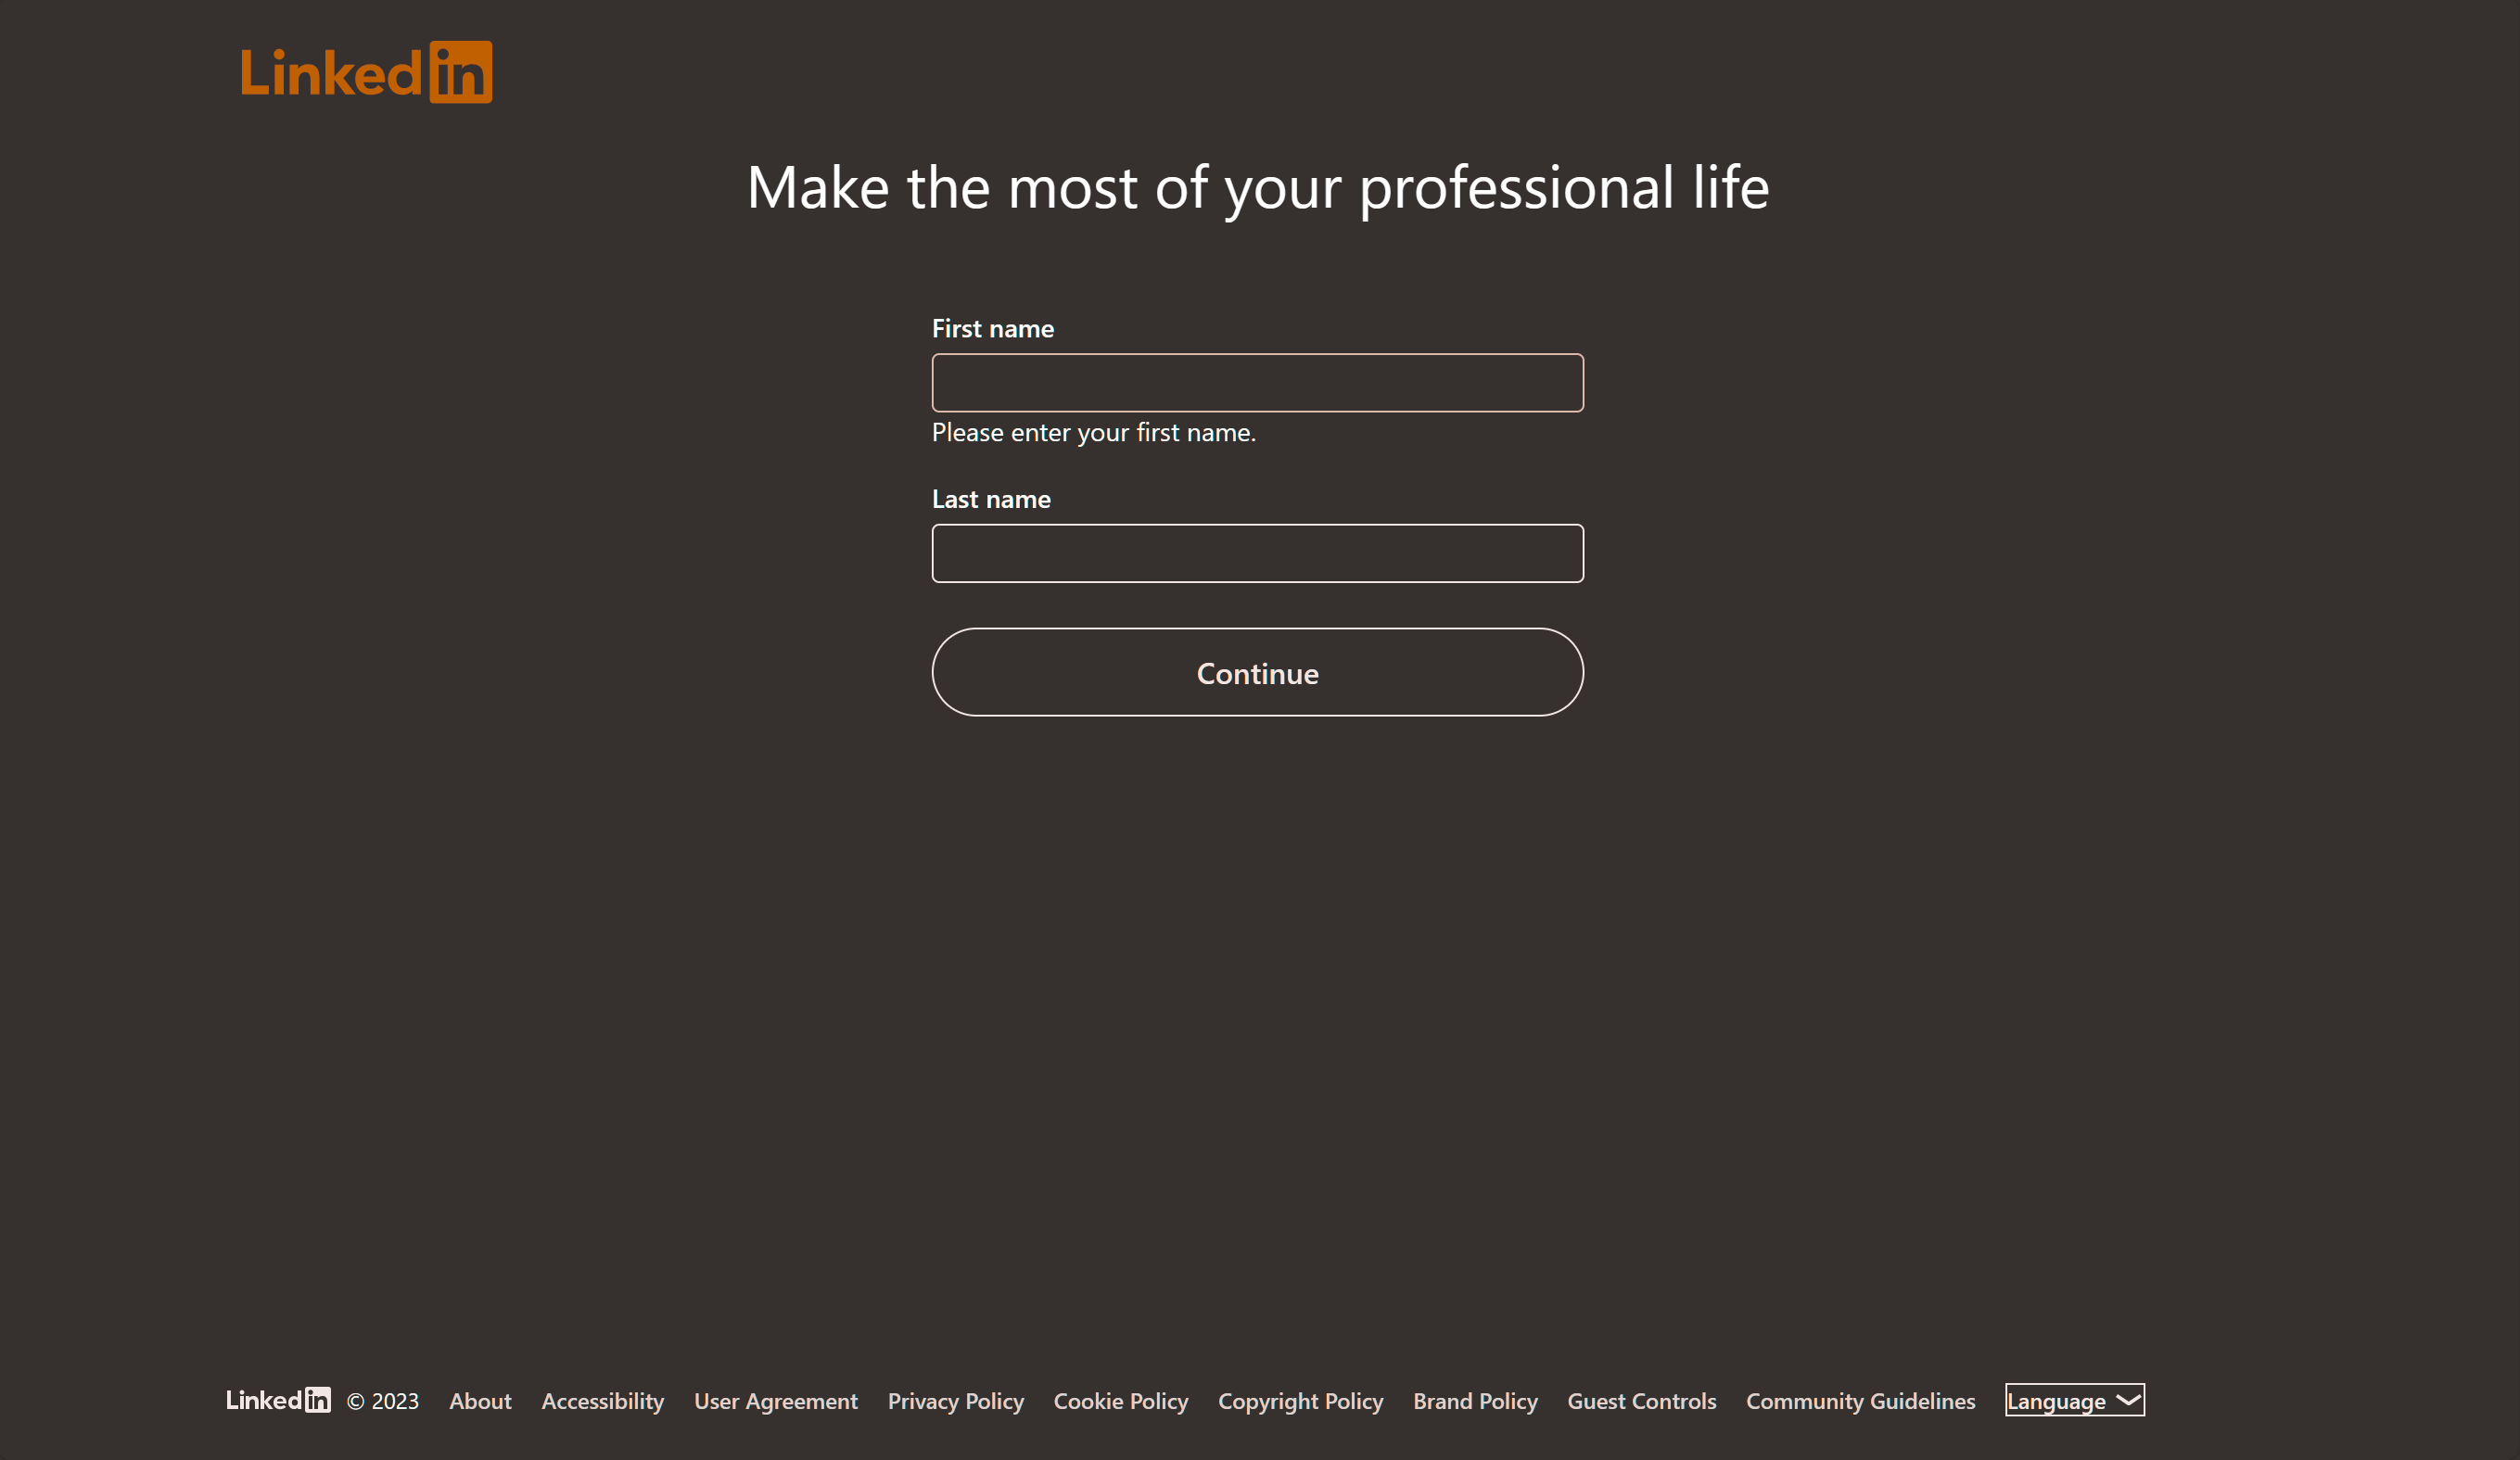 LinkedIn
Make the most of your professional life
First name
Please enter your first name.
Last name
Continue
LinkedIn © 2023 About Accessibility User Agreement Privacy Policy Cookie Policy Copyright Policy Brand Policy Guest Controls Community Guidelines Language